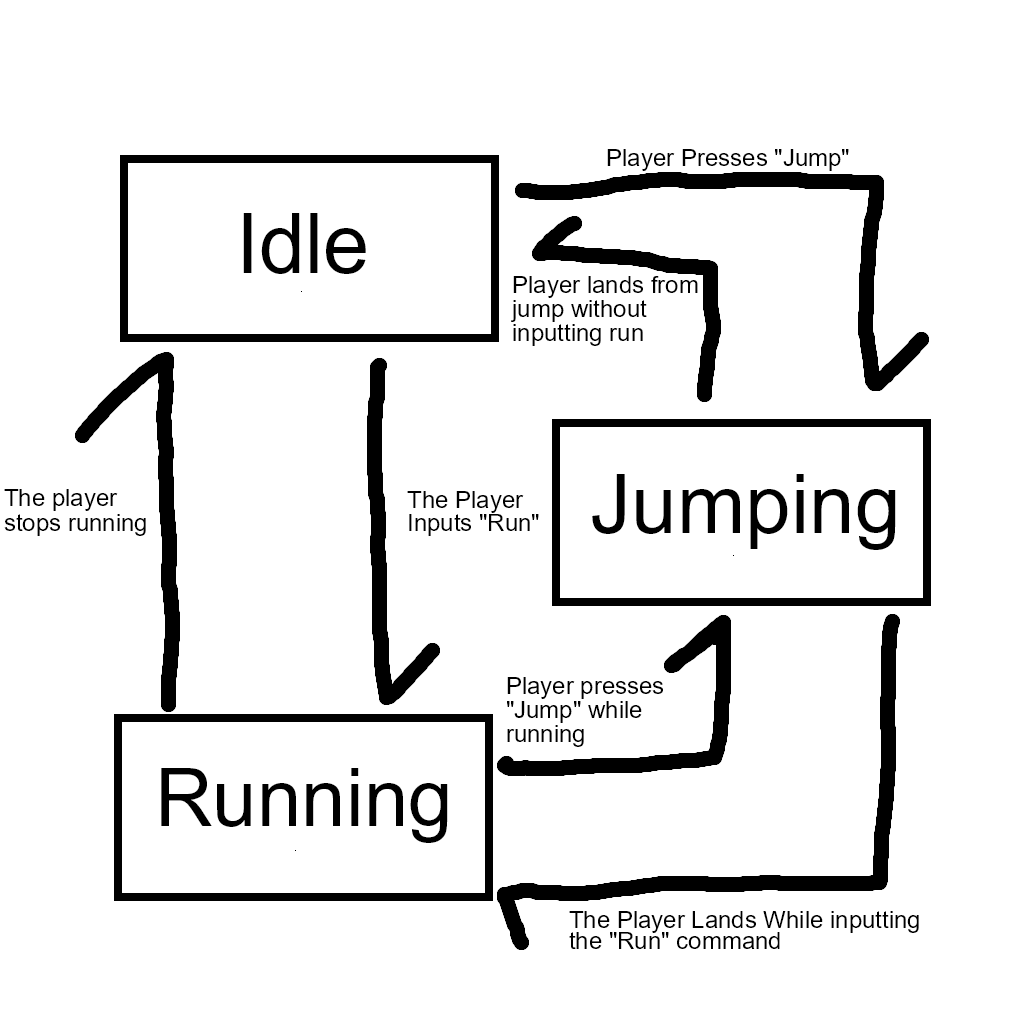 Player Presses "Jump"
Idle
Player lands from
jump without
inputting run
The player
stops running
The Player
Inputs "Run"
Jumping
Player presses
"Jump" while
running
Running
The Player Lands While inputting
the "Run" command